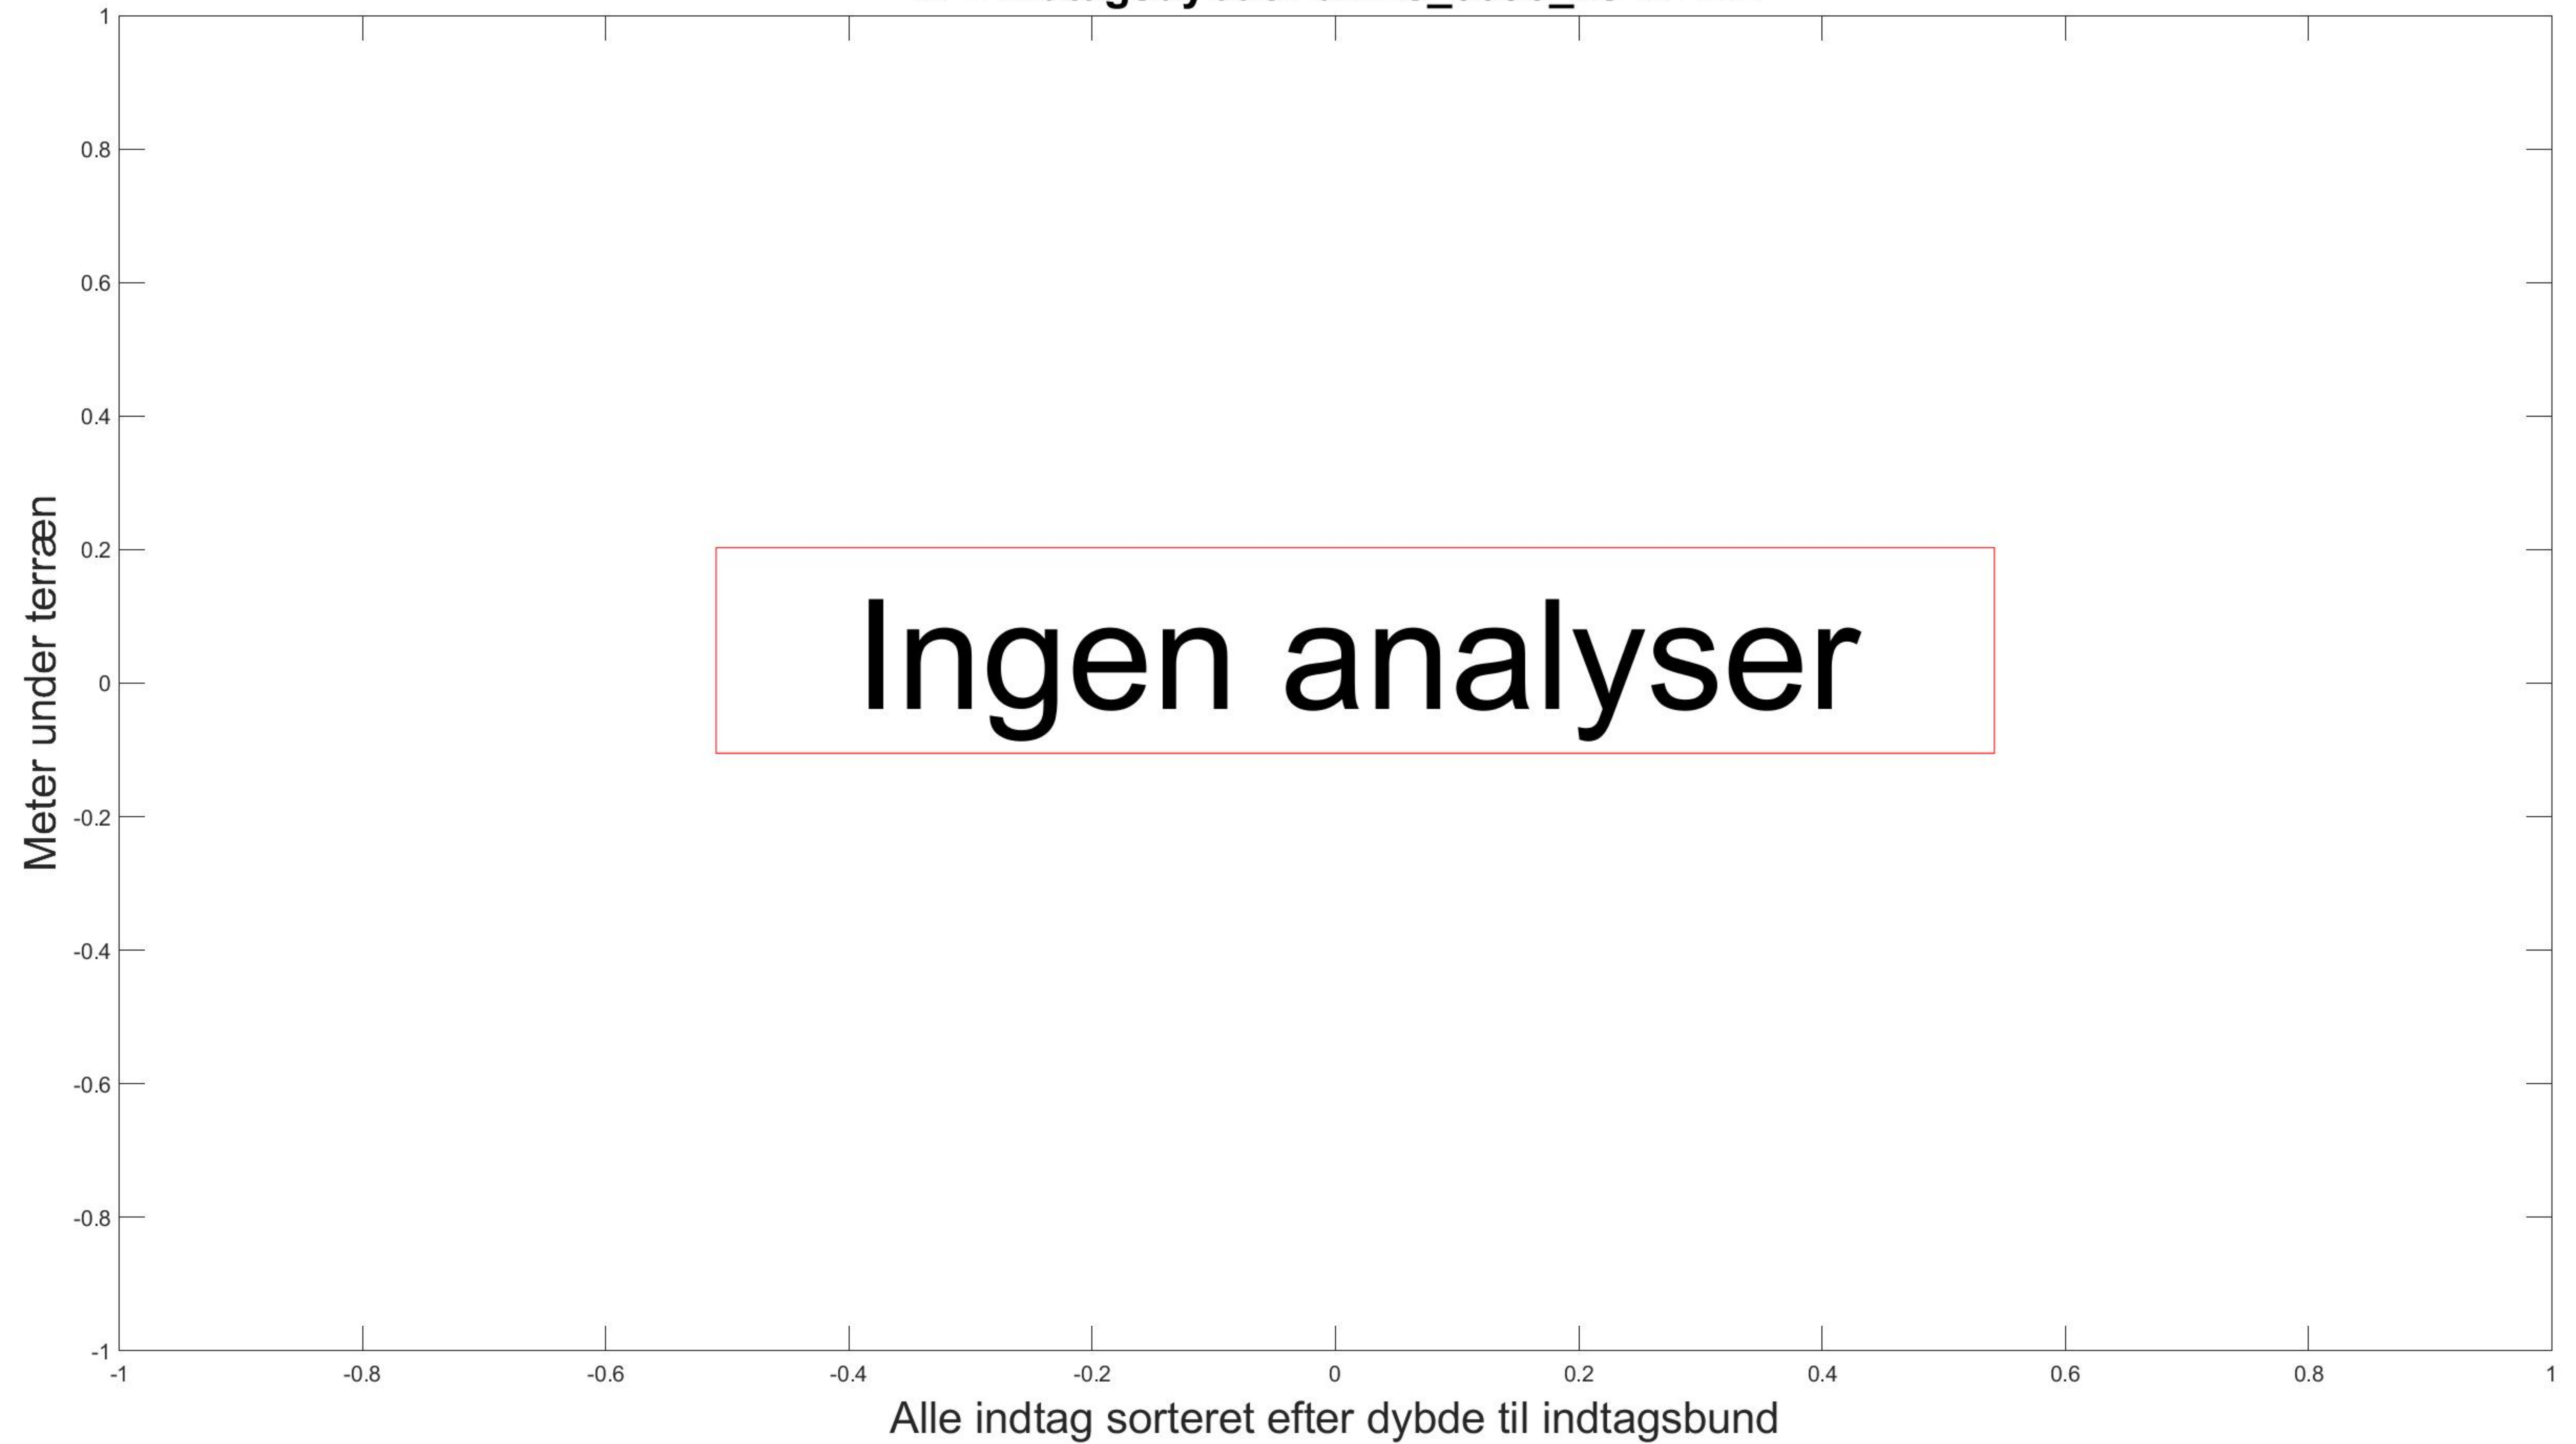 1
0.8
0.6
0.4
0.2
0
-0.2
-0.4
-0.6
-0.8
-1
Meter under terræn
Ingen analyser
-1 -0.8 -0.6 -0.4 -0.2 0 0.2 0.4 0.6 0.8 1
Alle indtag sorteret efter dybde til indtagsbund